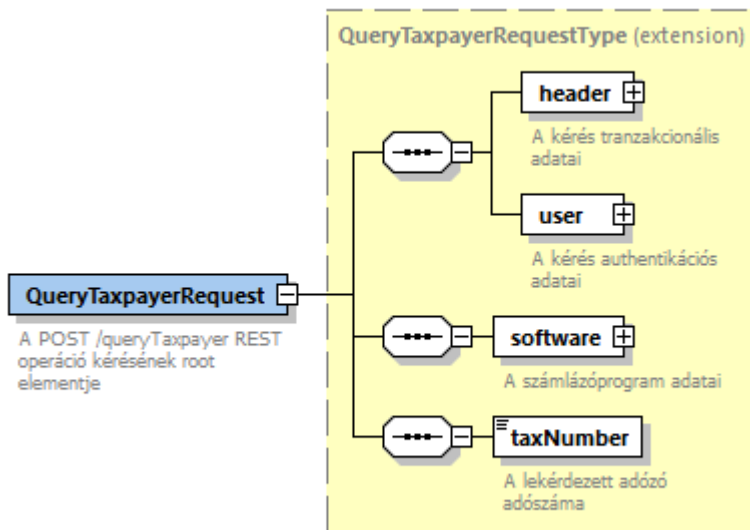 QueryTaxpayerRequestType (extension)
header
A kérés tranzakcionális
adatai
user
A kérés authentikációs
adatai
QueryTaxpayerRequest
A POST /queryTaxpayer REST
operáció kérésének root
elementje
software
A számlázóprogram adatai
taxNumber
A lekérdezett adózó
adószáma